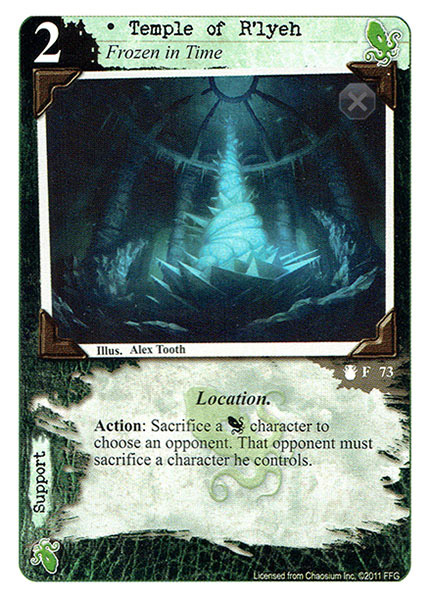 2
• Temple of R'lyeh
Frozen in Time
Illus. Alex Tooth
F 73
Location.
Action: Sacrifice a character to
choose an opponent. That opponent must
sacrifice a character he controls.
Support
Licensed from Chaosium Inc. ©2011 FFG